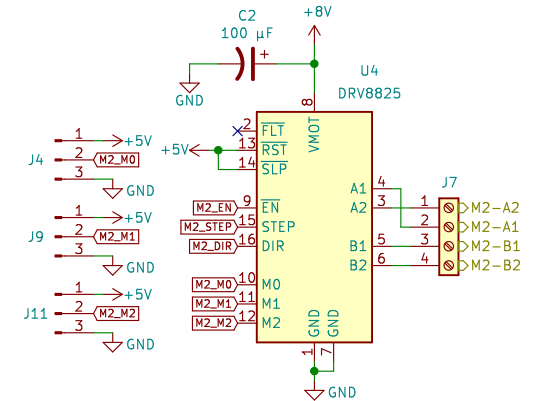 +8V
C2
100 µF
GND
U4
DRV8825
8
VMOT
2 FLT
+5V
13 RST
14 SLP
M2_EN 9 EN
M2_STEP 15 STEP
M2_DIR 16 DIR
M2_M0 10 M0
M2_M1 11 M1
M2_M2 12 M2
A1 4
A2 3
B1 5
B2 6
GND GND
1 7
GND
J7
1 M2-A2
2 M2-A1
3 M2-B1
4 M2-B2
J4
1 +5V
2 M2_M0
3 GND
J9
1 +5V
2 M2_M1
3 GND
J11
1 +5V
2 M2_M2
3 GND